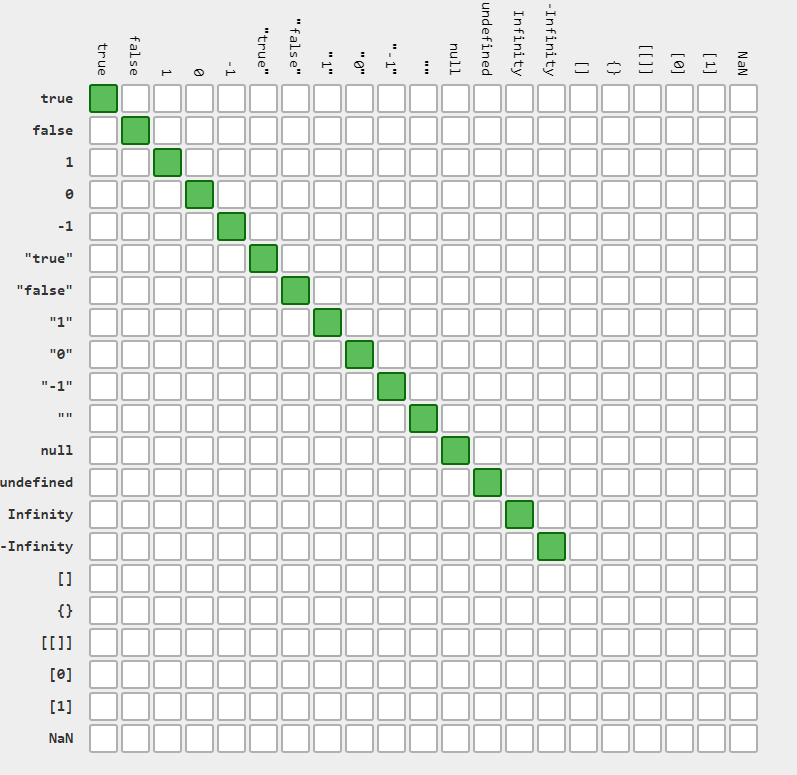 true false 1 0 -1 "true" "false" "1" "0" "-1" "" null undefined Infinity -Infinity [] {} [[]] [0] [1] NaN
true
false
1
0
-1
"true"
"false"
"1"
"0"
"-1"
""
null
undefined
Infinity
-Infinity
[]
{}
[[]]
[0]
[1]
NaN